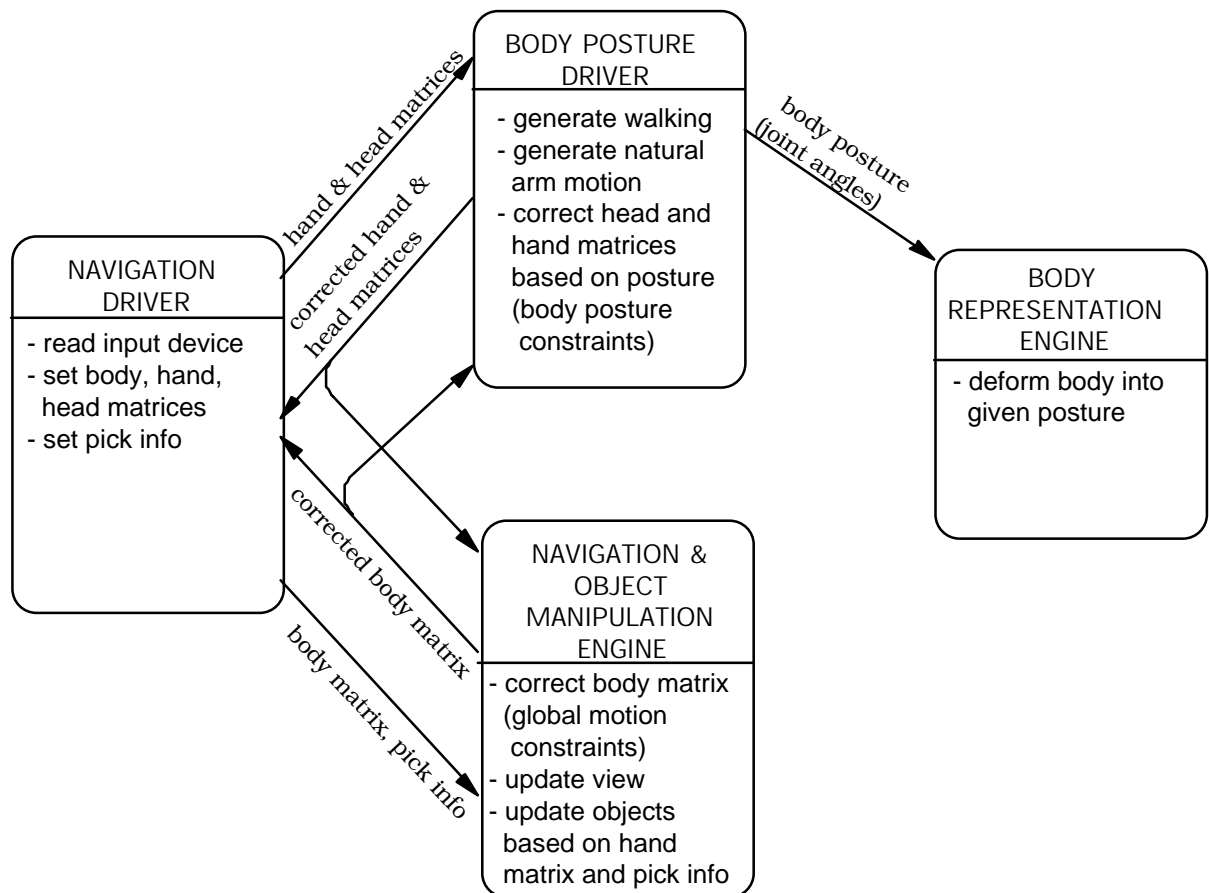 BODY POSTURE
DRIVER
- generate walking
- generate natural
arm motion
- correct head and
hand matrices
based on posture
(body posture
constraints)
hand & head matrices
corrected hand &
head matrices
body posture
(joint angles)
NAVIGATION
DRIVER
- read input device
- set body, hand,
head matrices
- set pick info
BODY
REPRESENTATION
ENGINE
- deform body into
given posture
corrected body matrix
body matrix, pick info
NAVIGATION &
OBJECT
MANIPULATION
ENGINE
- correct body matrix
(global motion
constraints)
- update view
- update objects
based on hand
matrix and pick info